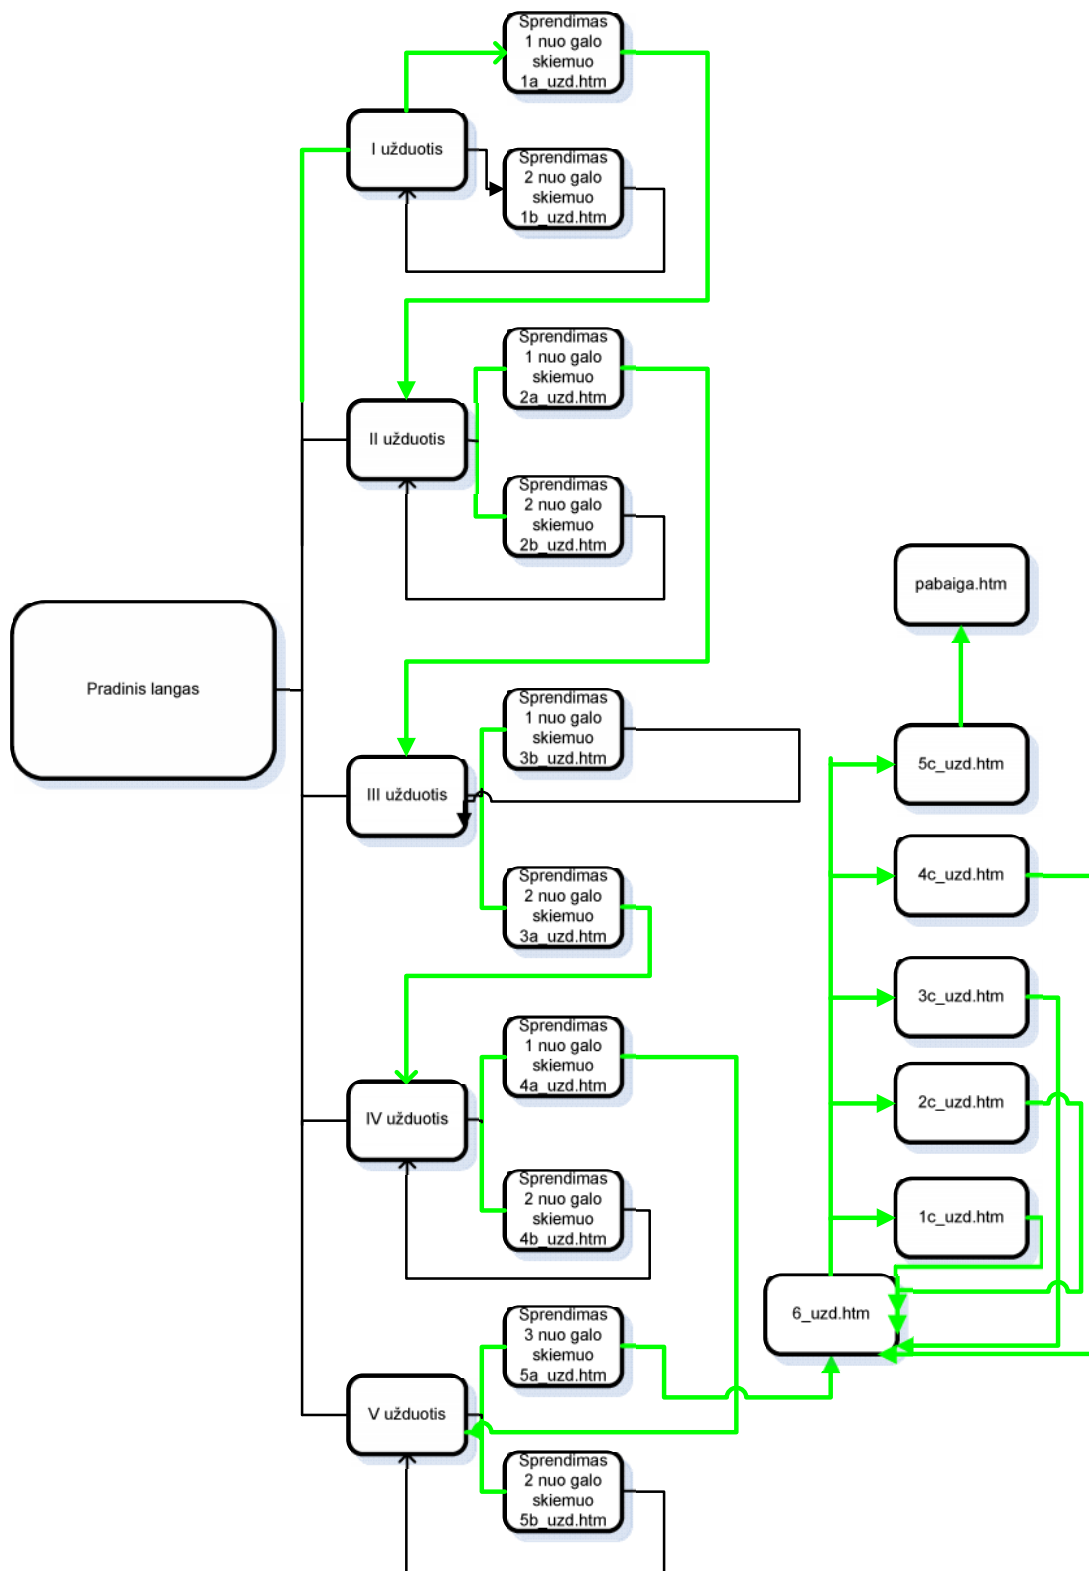 Sprendimas
1 nuo galo
skiemuo
1a_uzd.htm
I užduotis
Sprendimas
2 nuo galo
skiemuo
1b_uzd.htm
Sprendimas
1 nuo galo
skiemuo
2a_uzd.htm
II užduotis
Sprendimas
2 nuo galo
skiemuo
2b_uzd.htm
pabaiga.htm
Pradinis langas
Sprendimas
1 nuo galo
skiemuo
3b_uzd.htm
5c_uzd.htm
III užduotis
4c_uzd.htm
Sprendimas
2 nuo galo
skiemuo
3a_uzd.htm
3c_uzd.htm
Sprendimas
1 nuo galo
skiemuo
4a_uzd.htm
2c_uzd.htm
IV užduotis
Sprendimas
2 nuo galo
skiemuo
4b_uzd.htm
1c_uzd.htm
6_uzd.htm
Sprendimas
3 nuo galo
skiemuo
5a_uzd.htm
V užduotis
Sprendimas
2 nuo galo
skiemuo
5b_uzd.htm